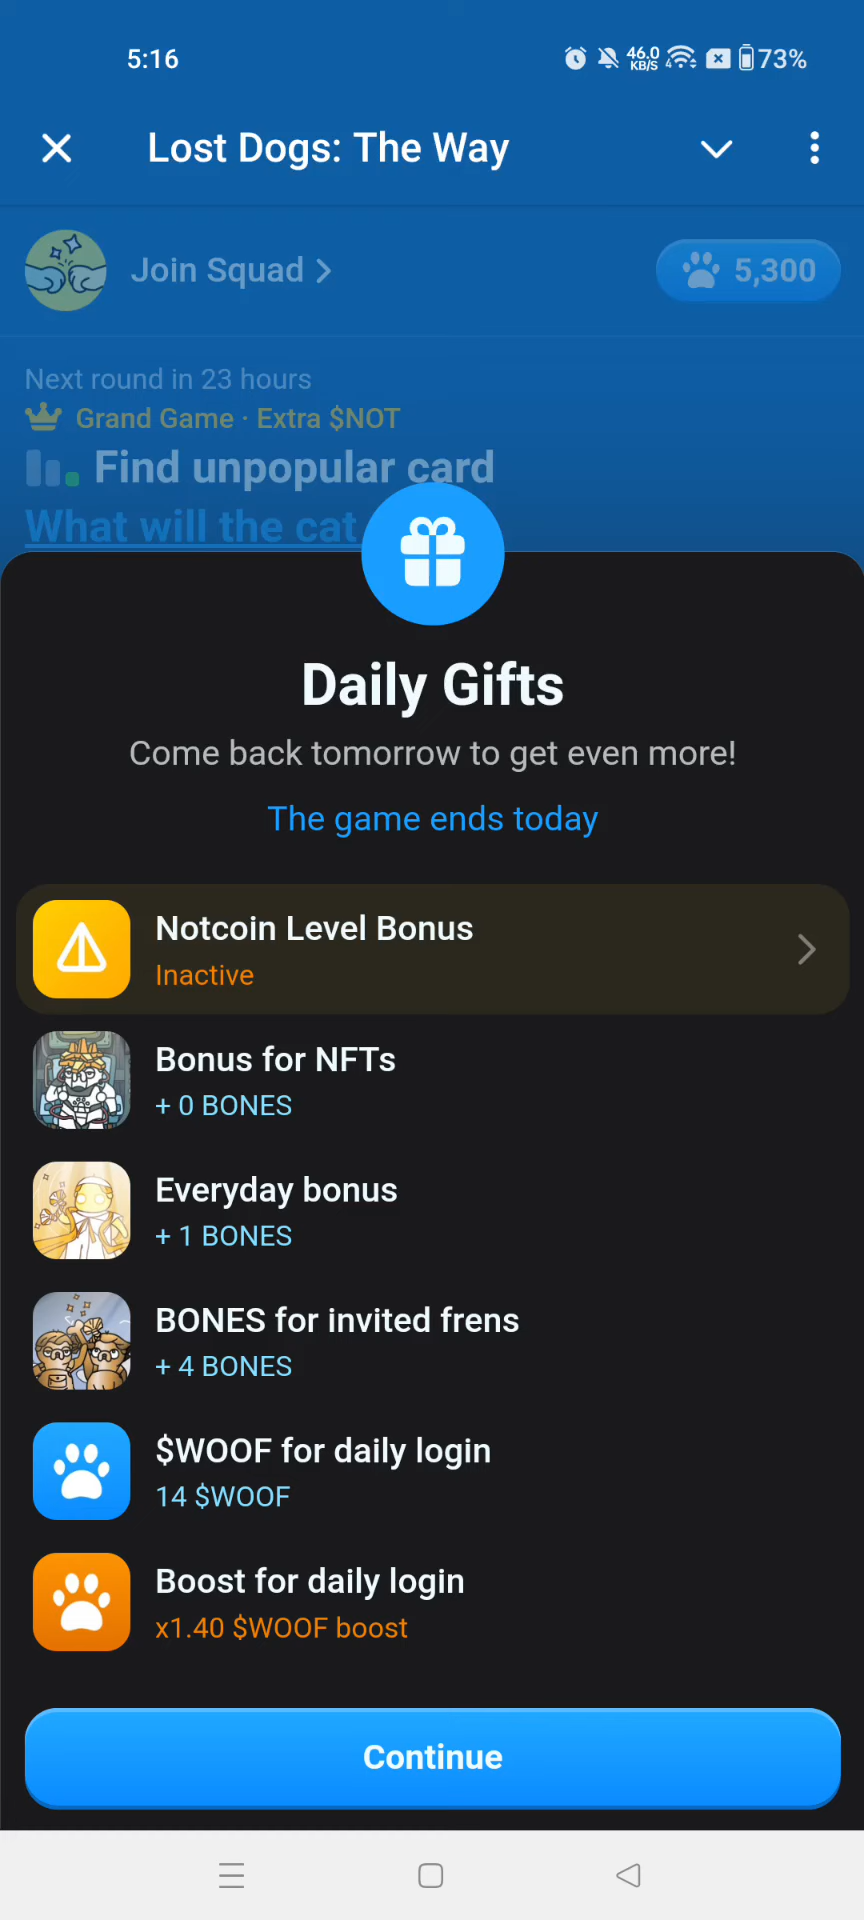 5:16
46.0
KB/S
4
73%
Lost Dogs: The Way
Join Squad
5,300
Next round in 23 hours
Grand Game · Extra $NOT
Find unpopular card
What will the cat
Daily Gifts
Come back tomorrow to get even more!
The game ends today
Notcoin Level Bonus
Inactive
Bonus for NFTs
+ 0 BONES
Everyday bonus
+ 1 BONES
BONES for invited frens
+ 4 BONES
$WOOF for daily login
14 $WOOF
Boost for daily login
x1.40 $WOOF boost
Continue